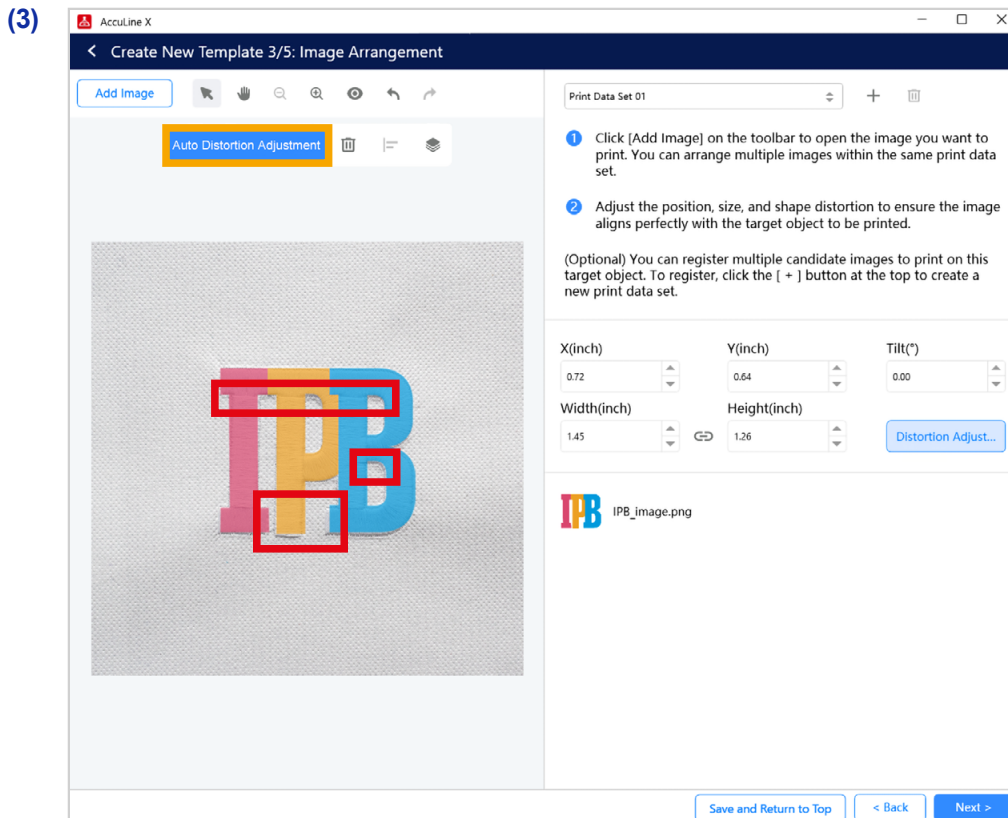 (3)
AccuLine X
Create New Template 3/5: Image Arrangement
Add Image
Auto Distortion Adjustment
IPB
Print Data Set 01
1 Click [Add Image] on the toolbar to open the image you want to
print. You can arrange multiple images within the same print data
set.
2 Adjust the position, size, and shape distortion to ensure the image
aligns perfectly with the target object to be printed.
(Optional) You can register multiple candidate images to print on this
target object. To register, click the [ + ] button at the top to create a
new print data set.
X(inch) Y(inch) Tilt(°)
0.72 0.64 0.00
Width(inch) Height(inch)
1.45 1.26 Distortion Adjust...
IPB IPB_image.png
Save and Return to Top < Back Next >